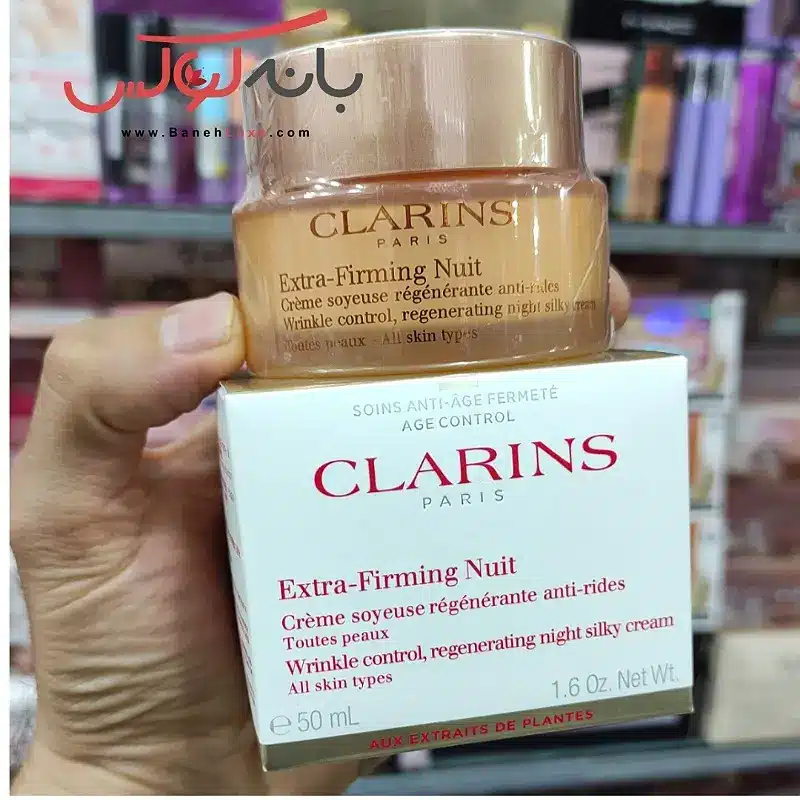 بانه لوکس
www.BanehLuxe.com
CLARINS
PARIS
Extra-Firming Nuit
Crème soyeuse régénérante anti-rides
Wrinkle control, regenerating night silky cream
Toutes peaux - All skin types
SOINS ANTI-ÂGE FERMETÉ
AGE CONTROL
CLARINS
PARIS
Extra-Firming Nuit
Crème soyeuse régénérante anti-rides
Toutes peaux
Wrinkle control, regenerating night silky cream
All skin types
1.6 Oz. Net Wt.
℮ 50 mL
AUX EXTRAITS DE PLANTES